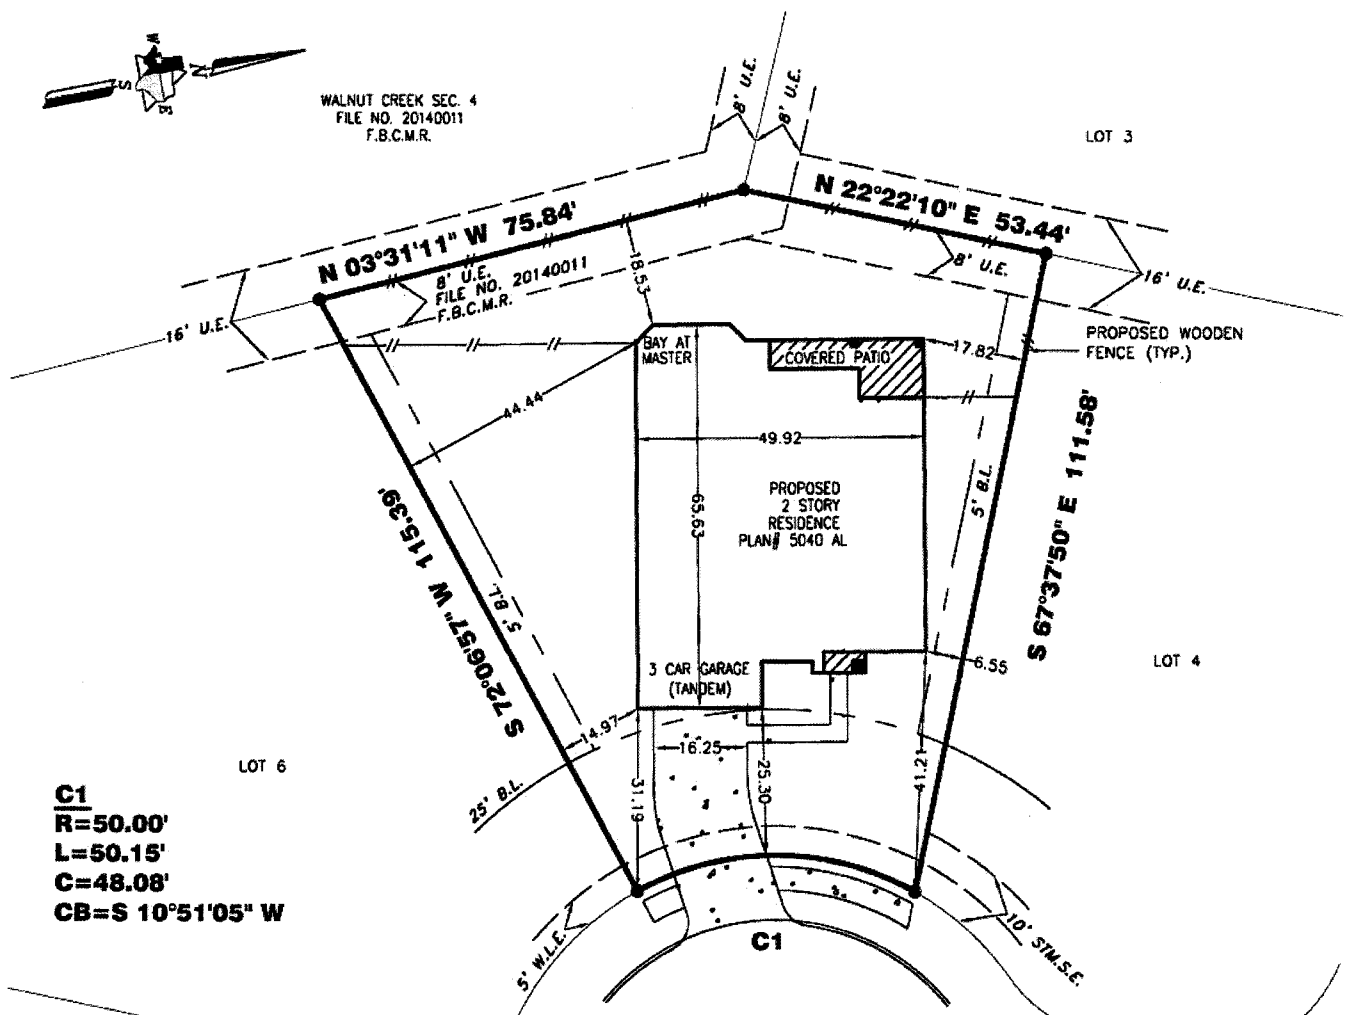 W
N
S
E
WALNUT CREEK SEC. 4
FILE NO. 20140011
F.B.C.M.R.
8' U.E.
8' U.E.
LOT 3
N 22°22'10" E 53.44'
N 03°31'11" W 75.84'
8' U.E.
FILE NO. 20140011
F.B.C.M.R.
18.53
8' U.E.
16' U.E.
16' U.E.
PROPOSED WOODEN
FENCE (TYP.)
BAY AT
MASTER
COVERED PATIO
17.82
44.44
49.92
65.63
PROPOSED
2 STORY
RESIDENCE
PLAN# 5040 AL
5' B.L.
S 67°37'50" E 111.58'
S 72°06'57" W 115.39'
5' B.L.
3 CAR GARAGE
(TANDEM)
6.55
LOT 4
14.97
16.25
25.30
31.19
41.21
25' B.L.
LOT 6
C1
R=50.00'
L=50.15'
C=48.08'
CB=S 10°51'05" W
5' W.L.E.
C1
10' STM.S.E.